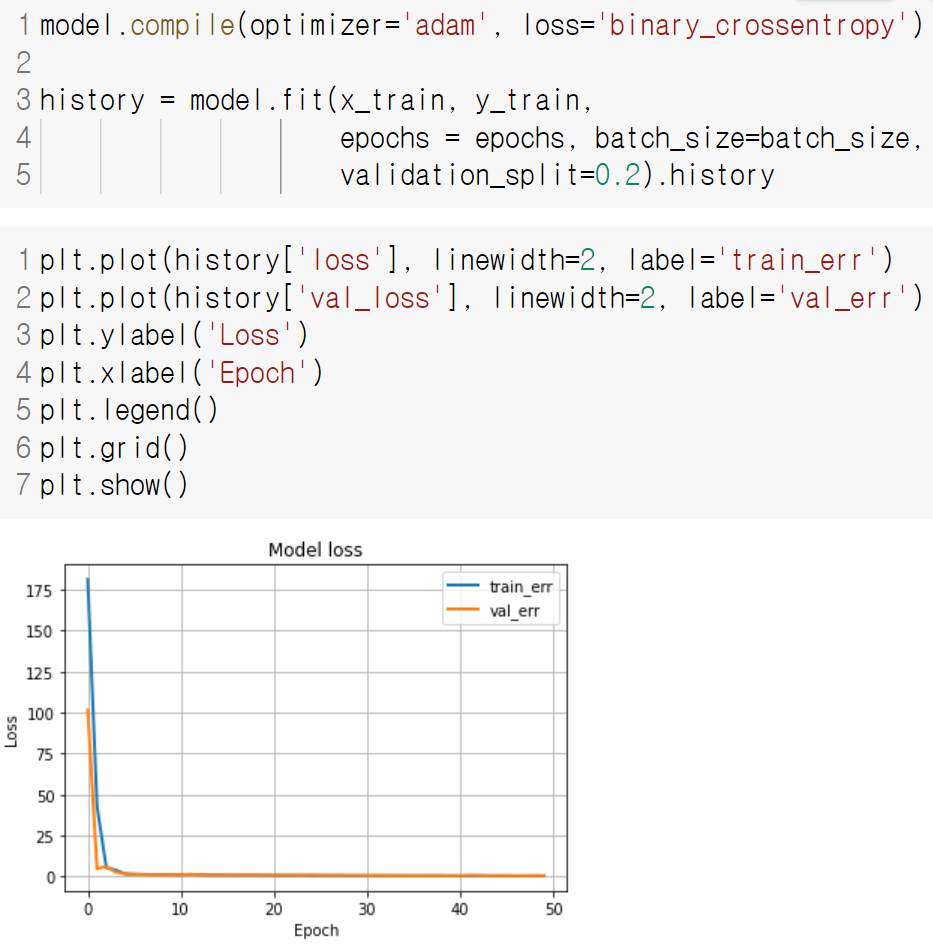 1 model.compile(optimizer='adam', loss='binary_crossentropy')
2
3 history = model.fit(x_train, y_train,
4 epochs = epochs, batch_size=batch_size,
5 validation_split=0.2).history
1 plt.plot(history['loss'], linewidth=2, label='train_err')
2 plt.plot(history['val_loss'], linewidth=2, label='val_err')
3 plt.ylabel('Loss')
4 plt.xlabel('Epoch')
5 plt.legend()
6 plt.grid()
7 plt.show()
Model loss
train_err
val_err
175
150
125
100
75
50
25
0
Loss
0 10 20 30 40 50
Epoch